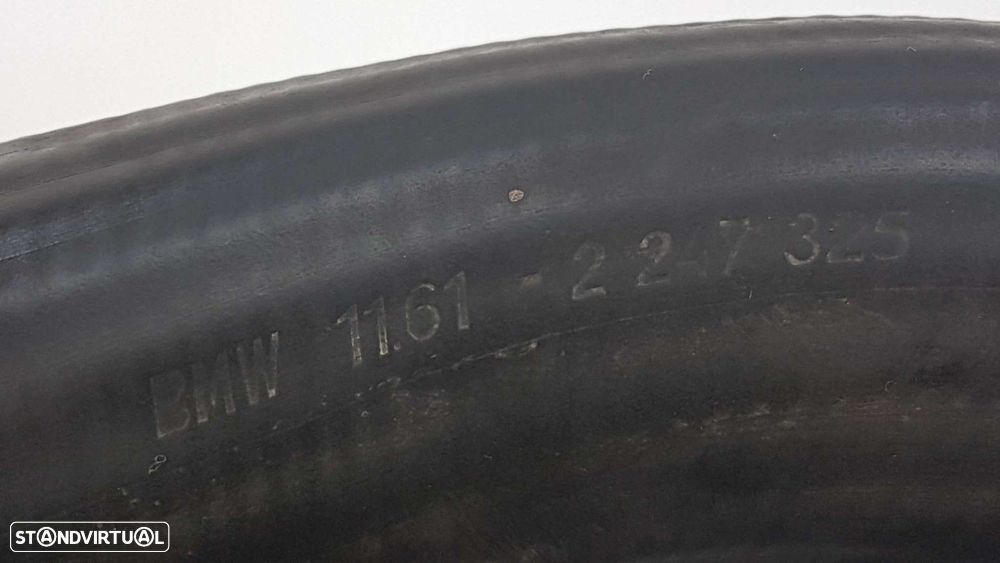 BMW 11.61 - 2 247 325
STANDVIRTUAL